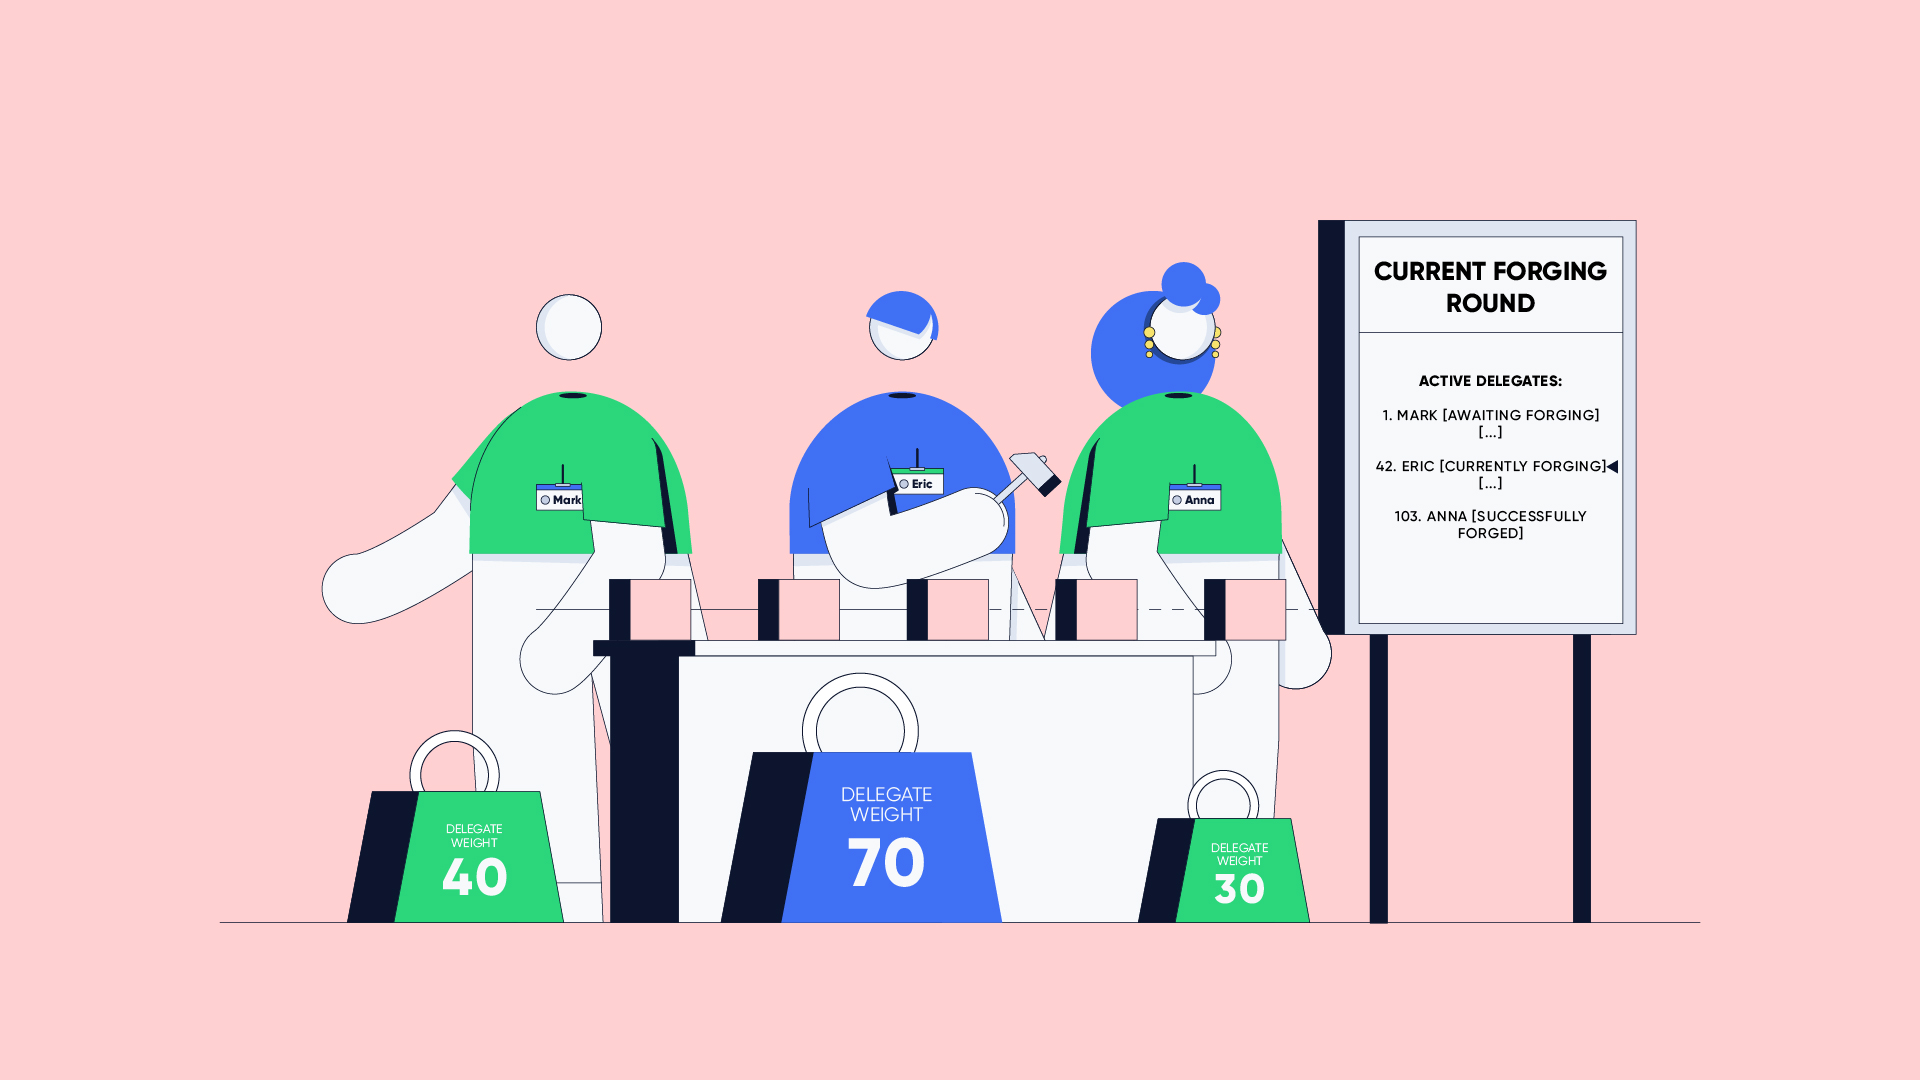 CURRENT FORGING
ROUND
ACTIVE DELEGATES:
1. MARK [AWAITING FORGING]
[...]
42. ERIC [CURRENTLY FORGING]
[...]
103. ANNA [SUCCESSFULLY
FORGED]
Mark
Eric
Anna
DELEGATE
WEIGHT
40
DELEGATE
WEIGHT
70
DELEGATE
WEIGHT
30